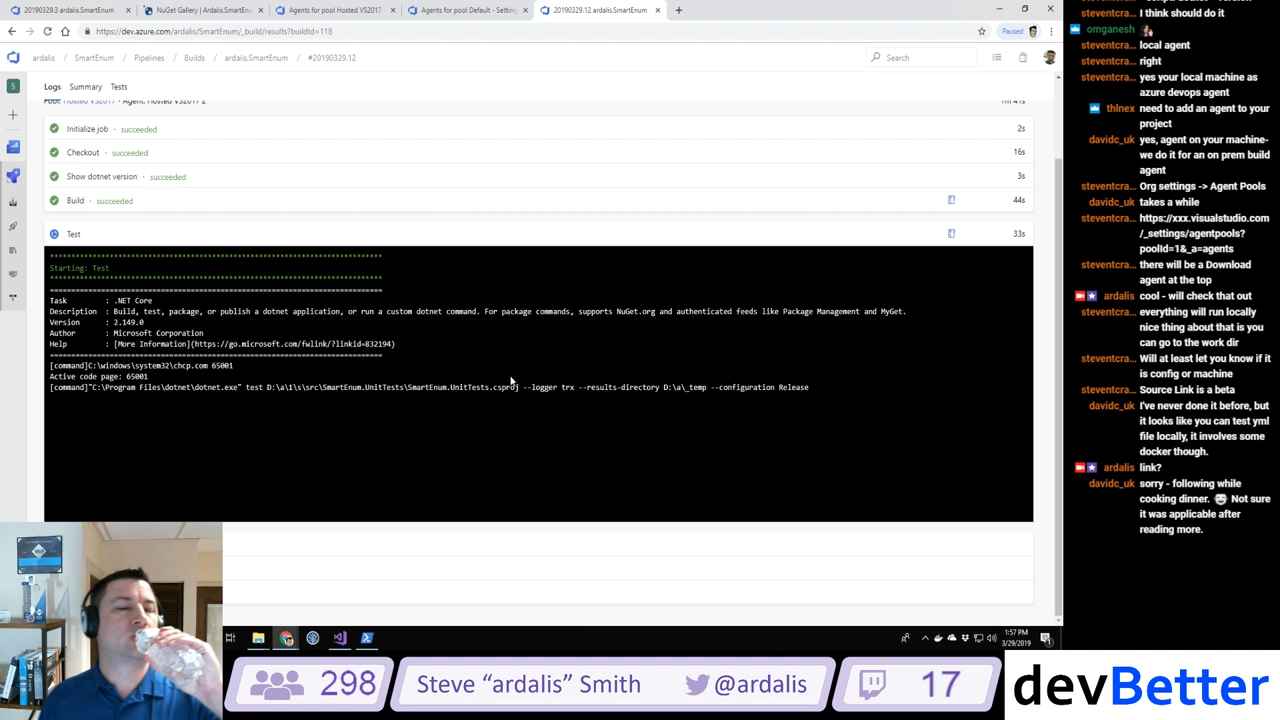 20190329.3 ardalis.SmartEnum
NuGet Gallery | Ardalis.SmartEnum
Agents for pool Hosted VS2017 -
Agents for pool Default - Setting
20190329.12 ardalis.SmartEnum
https://dev.azure.com/ardalis/SmartEnum/_build/results?buildId=118
Paused
ardalis / SmartEnum / Pipelines / Builds / ardalis.SmartEnum / #20190329.12
Search
S
Logs Summary Tests
Pool: Hosted VS2017 · Agent: Hosted VS2017 2
1m 41s
Initialize job · succeeded 2s
Checkout · succeeded 16s
Show dotnet version · succeeded 3s
Build · succeeded 44s
Test 33s
******************************************************************************
Starting: Test
******************************************************************************
==============================================================================
Task : .NET Core
Description : Build, test, package, or publish a dotnet application, or run a custom dotnet command. For package commands, supports NuGet.org and authenticated feeds like Package Management and MyGet.
Version : 2.149.0
Author : Microsoft Corporation
Help : [More Information](https://go.microsoft.com/fwlink/?linkid=832194)
==============================================================================
[command]C:\windows\system32\chcp.com 65001
Active code page: 65001
[command]"C:\Program Files\dotnet\dotnet.exe" test D:\a\1\s\src\SmartEnum.UnitTests\SmartEnum.UnitTests.csproj --logger trx --results-directory D:\a\_temp --configuration Release
1:57 PM
3/29/2019
298
Steve "ardalis" Smith
@ardalis
17
devBetter
stevencra... I think should do it
omganesh
steventcra... local agent
steventcra... right
steventcra... yes your local machine as
azure devops agent
thlnex need to add an agent to your
project
davidc_uk yes, agent on your machine-
we do it for an on prem build
agent
steventcra... Org settings -> Agent Pools
davidc_uk takes a while
steventcra... https://xxx.visualstudio.com
/_settings/agentpools?
poolId=1&_a=agents
steventcra... there will be a Download
agent at the top
ardalis cool - will check that out
steventcra... everything will run locally
nice thing about that is you
can go to the work dir
steventcra... Will at least let you know if it
is config or machine
steventcra... Source Link is a beta
davidc_uk I've never done it before, but
it looks like you can test yml
file locally, it involves some
docker though.
ardalis link?
davidc_uk sorry - following while
cooking dinner. Not sure
it was applicable after
reading more.